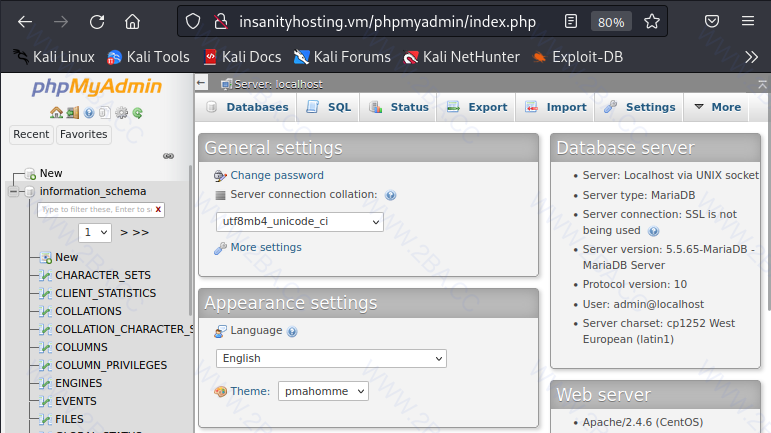 insanityhosting.vm/phpmyadmin/index.php
80%
Kali Linux
Kali Tools
Kali Docs
Kali Forums
Kali NetHunter
Exploit-DB
phpMyAdmin
Recent
Favorites
New
information_schema
Type to filter these, Enter to s
X
1
> >>
New
CHARACTER_SETS
CLIENT_STATISTICS
COLLATIONS
COLLATION_CHARACTER_S
COLUMNS
COLUMN_PRIVILEGES
ENGINES
EVENTS
FILES
GLOBAL_STATUS
Server: localhost
Databases
SQL
Status
Export
Import
Settings
More
General settings
Change password
Server connection collation:
utf8mb4_unicode_ci
More settings
Appearance settings
Language
English
Theme:
pmahomme
Database server
• Server: Localhost via UNIX socket
• Server type: MariaDB
• Server connection: SSL is not
being used
• Server version: 5.5.65-MariaDB -
MariaDB Server
• Protocol version: 10
• User: admin@localhost
• Server charset: cp1252 West
European (latin1)
Web server
• Apache/2.4.6 (CentOS)
WWW.2BA.CC